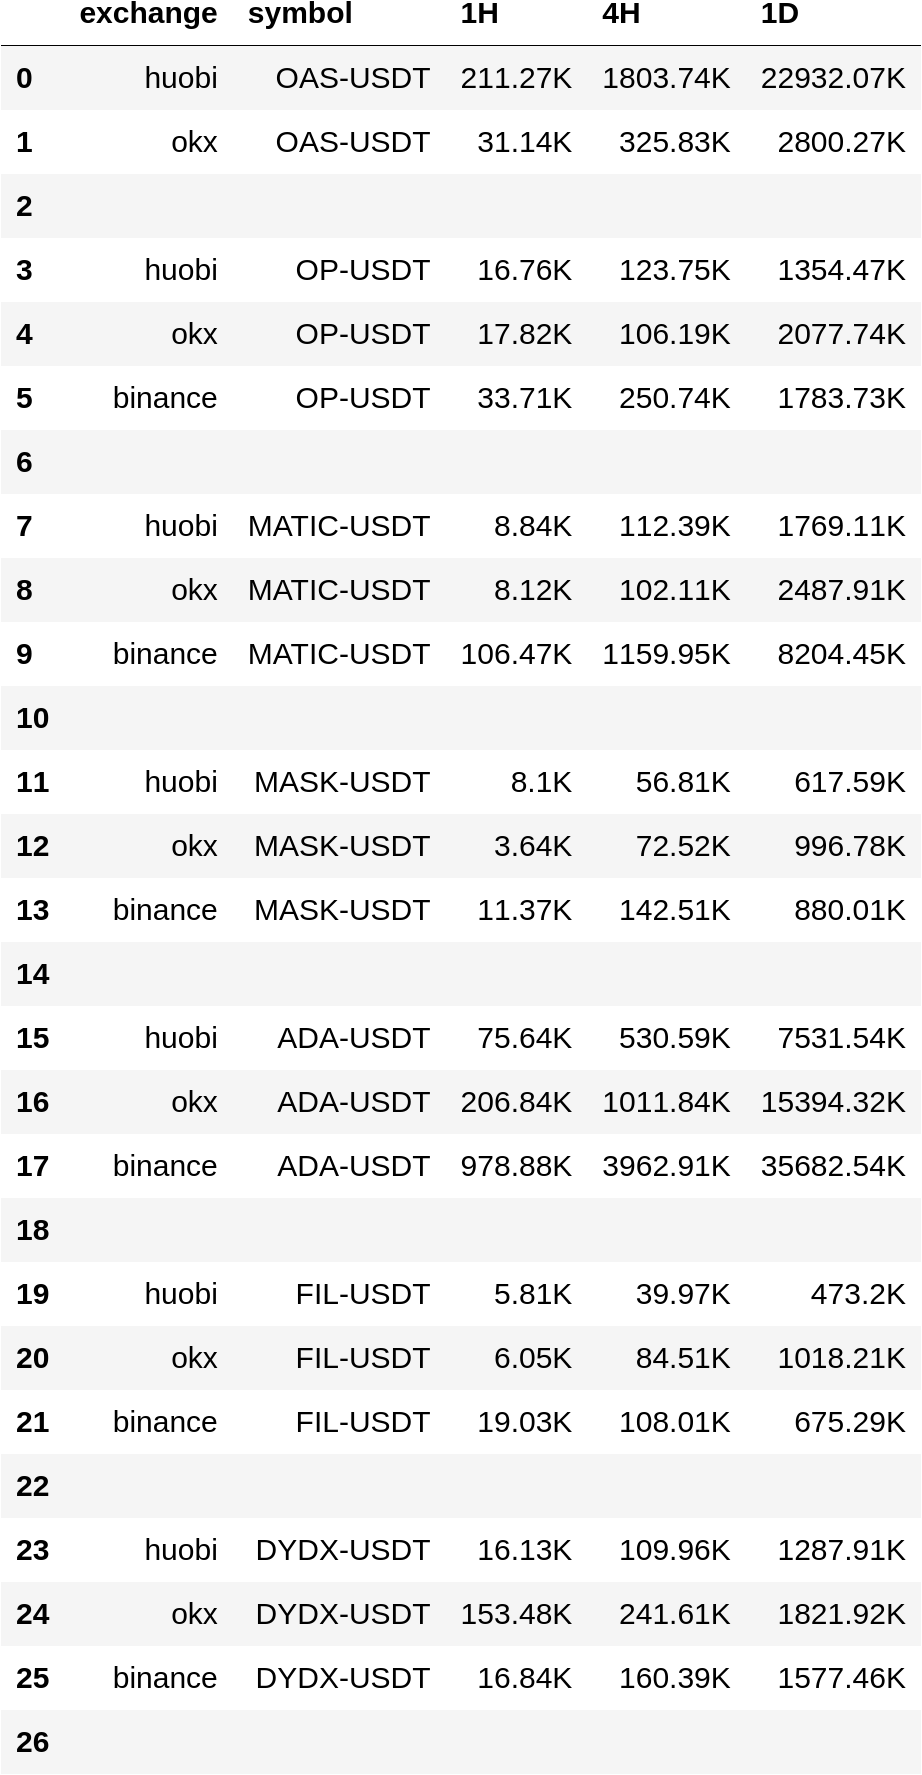 exchange symbol 1H 4H 1D
0 huobi OAS-USDT 211.27K 1803.74K 22932.07K
1 okx OAS-USDT 31.14K 325.83K 2800.27K
2
3 huobi OP-USDT 16.76K 123.75K 1354.47K
4 okx OP-USDT 17.82K 106.19K 2077.74K
5 binance OP-USDT 33.71K 250.74K 1783.73K
6
7 huobi MATIC-USDT 8.84K 112.39K 1769.11K
8 okx MATIC-USDT 8.12K 102.11K 2487.91K
9 binance MATIC-USDT 106.47K 1159.95K 8204.45K
10
11 huobi MASK-USDT 8.1K 56.81K 617.59K
12 okx MASK-USDT 3.64K 72.52K 996.78K
13 binance MASK-USDT 11.37K 142.51K 880.01K
14
15 huobi ADA-USDT 75.64K 530.59K 7531.54K
16 okx ADA-USDT 206.84K 1011.84K 15394.32K
17 binance ADA-USDT 978.88K 3962.91K 35682.54K
18
19 huobi FIL-USDT 5.81K 39.97K 473.2K
20 okx FIL-USDT 6.05K 84.51K 1018.21K
21 binance FIL-USDT 19.03K 108.01K 675.29K
22
23 huobi DYDX-USDT 16.13K 109.96K 1287.91K
24 okx DYDX-USDT 153.48K 241.61K 1821.92K
25 binance DYDX-USDT 16.84K 160.39K 1577.46K
26